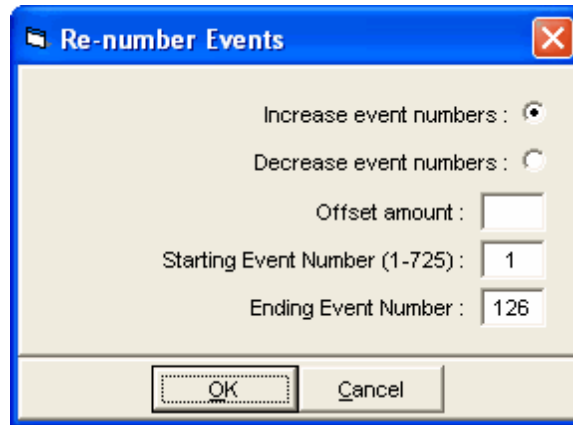 Re-number Events
Increase event numbers :
Decrease event numbers :
Offset amount :
Starting Event Number (1-725) : 1
Ending Event Number : 126
OK Cancel